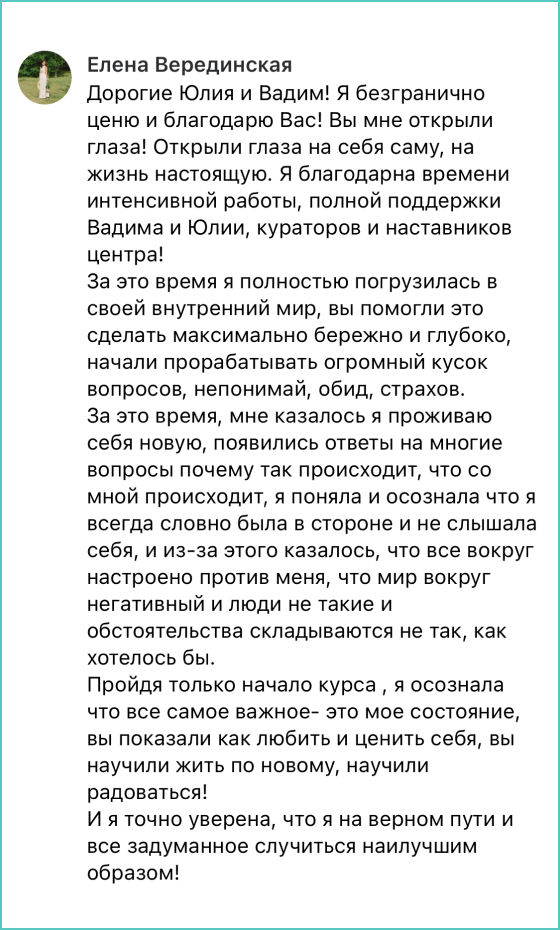 Елена Верединская
Дорогие Юлия и Вадим! Я безгранично
ценю и благодарю Вас! Вы мне открыли
глаза! Открыли глаза на себя саму, на
жизнь настоящую. Я благодарна времени
интенсивной работы, полной поддержки
Вадима и Юлии, кураторов и наставников
центра!
За это время я полностью погрузилась в
своей внутренний мир, вы помогли это
сделать максимально бережно и глубоко,
начали прорабатывать огромный кусок
вопросов, непонимай, обид, страхов.
За это время, мне казалось я проживаю
себя новую, появились ответы на многие
вопросы почему так происходит, что со
мной происходит, я поняла и осознала что я
всегда словно была в стороне и не слышала
себя, и из-за этого казалось, что все вокруг
настроено против меня, что мир вокруг
негативный и люди не такие и
обстоятельства складываются не так, как
хотелось бы.
Пройдя только начало курса , я осознала
что все самое важное- это мое состояние,
вы показали как любить и ценить себя, вы
научили жить по новому, научили
радоваться!
И я точно уверена, что я на верном пути и
все задуманное случиться наилучшим
образом!